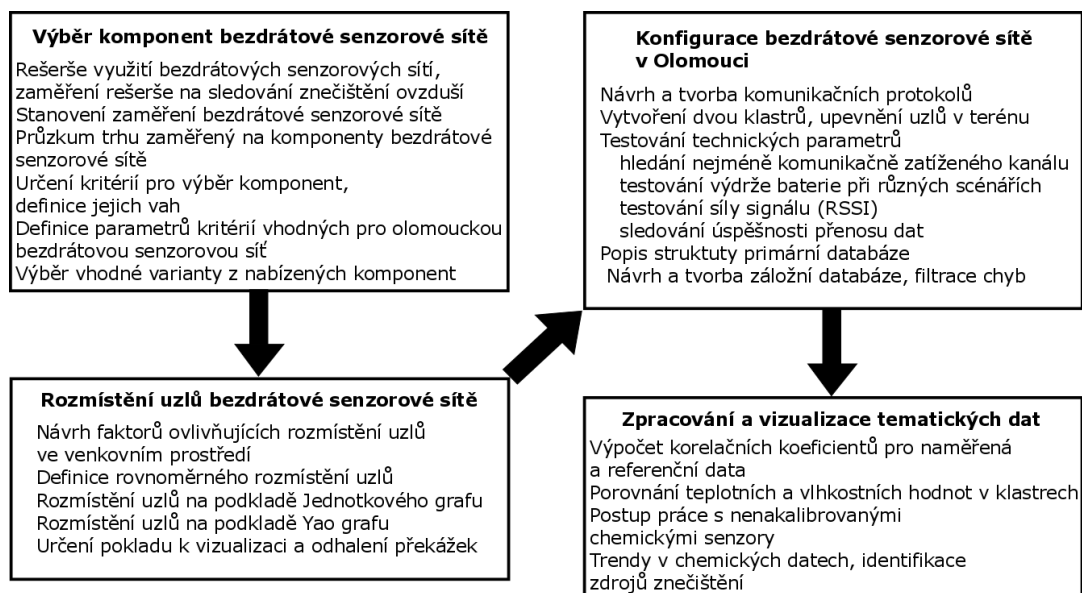 Výběr komponent bezdrátové senzorové sítě
Rešerše využití bezdrátových senzorových sítí,
zaměření rešerše na sledování znečištění ovzduší
Stanovení zaměření bezdrátové senzorové sítě
Průzkum trhu zaměřený na komponenty bezdrátové
senzorové sítě
Určení kritérií pro výběr komponent,
definice jejich vah
Definice parametrů kritérií vhodných pro olomouckou
bezdrátovou senzorovou síť
Výběr vhodné varianty z nabízených komponent
Rozmístění uzlů bezdrátové senzorové sítě
Návrh faktorů ovlivňujících rozmístění uzlů
ve venkovním prostředí
Definice rovnoměrného rozmístění uzlů
Rozmístění uzlů na podkladě Jednotkového grafu
Rozmístění uzlů na podkladě Yao grafu
Určení pokladu k vizualizaci a odhalení překážek
Konfigurace bezdrátové senzorové sítě
v Olomouci
Návrh a tvorba komunikačních protokolů
Vytvoření dvou klastrů, upevnění uzlů v terénu
Testování technických parametrů
hledání nejméně komunikačně zatíženého kanálu
testování výdrže baterie při různých scénářích
testování síly signálu (RSSI)
sledování úspěšnosti přenosu dat
Popis struktuty primární databáze
Návrh a tvorba záložní databáze, filtrace chyb
Zpracování a vizualizace tematických dat
Výpočet korelačních koeficientů pro naměřená
a referenční data
Porovnání teplotních a vlhkostních hodnot v klastrech
Postup práce s nenakalibrovanými
chemickými senzory
Trendy v chemických datech, identifikace
zdrojů znečištění